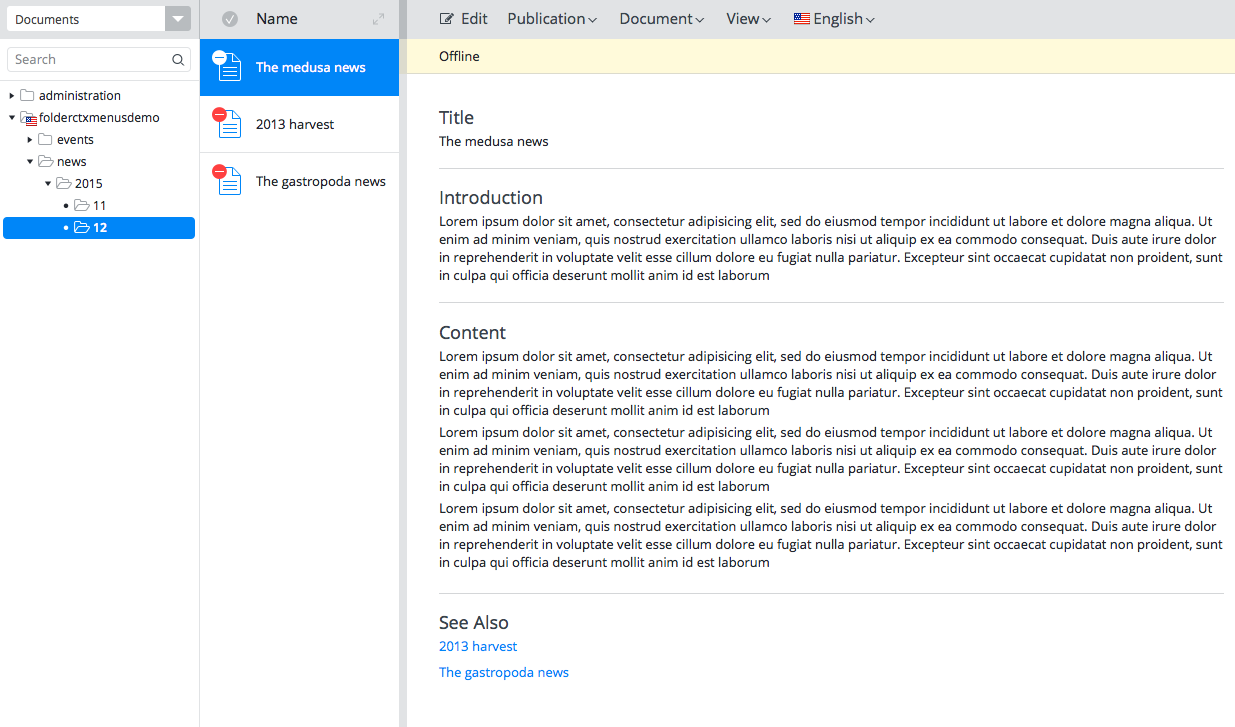 Documents
Search
administration
folderctxmenusdemo
events
news
2015
11
12
Name
The medusa news
2013 harvest
The gastropoda news
Edit Publication Document View English
Offline
Title
The medusa news
Introduction
Lorem ipsum dolor sit amet, consectetur adipisicing elit, sed do eiusmod tempor incididunt ut labore et dolore magna aliqua. Ut
enim ad minim veniam, quis nostrud exercitation ullamco laboris nisi ut aliquip ex ea commodo consequat. Duis aute irure dolor
in reprehenderit in voluptate velit esse cillum dolore eu fugiat nulla pariatur. Excepteur sint occaecat cupidatat non proident, sunt
in culpa qui officia deserunt mollit anim id est laborum
Content
Lorem ipsum dolor sit amet, consectetur adipisicing elit, sed do eiusmod tempor incididunt ut labore et dolore magna aliqua. Ut
enim ad minim veniam, quis nostrud exercitation ullamco laboris nisi ut aliquip ex ea commodo consequat. Duis aute irure dolor
in reprehenderit in voluptate velit esse cillum dolore eu fugiat nulla pariatur. Excepteur sint occaecat cupidatat non proident, sunt
in culpa qui officia deserunt mollit anim id est laborum
Lorem ipsum dolor sit amet, consectetur adipisicing elit, sed do eiusmod tempor incididunt ut labore et dolore magna aliqua. Ut
enim ad minim veniam, quis nostrud exercitation ullamco laboris nisi ut aliquip ex ea commodo consequat. Duis aute irure dolor
in reprehenderit in voluptate velit esse cillum dolore eu fugiat nulla pariatur. Excepteur sint occaecat cupidatat non proident, sunt
in culpa qui officia deserunt mollit anim id est laborum
Lorem ipsum dolor sit amet, consectetur adipisicing elit, sed do eiusmod tempor incididunt ut labore et dolore magna aliqua. Ut
enim ad minim veniam, quis nostrud exercitation ullamco laboris nisi ut aliquip ex ea commodo consequat. Duis aute irure dolor
in reprehenderit in voluptate velit esse cillum dolore eu fugiat nulla pariatur. Excepteur sint occaecat cupidatat non proident, sunt
in culpa qui officia deserunt mollit anim id est laborum
See Also
2013 harvest
The gastropoda news